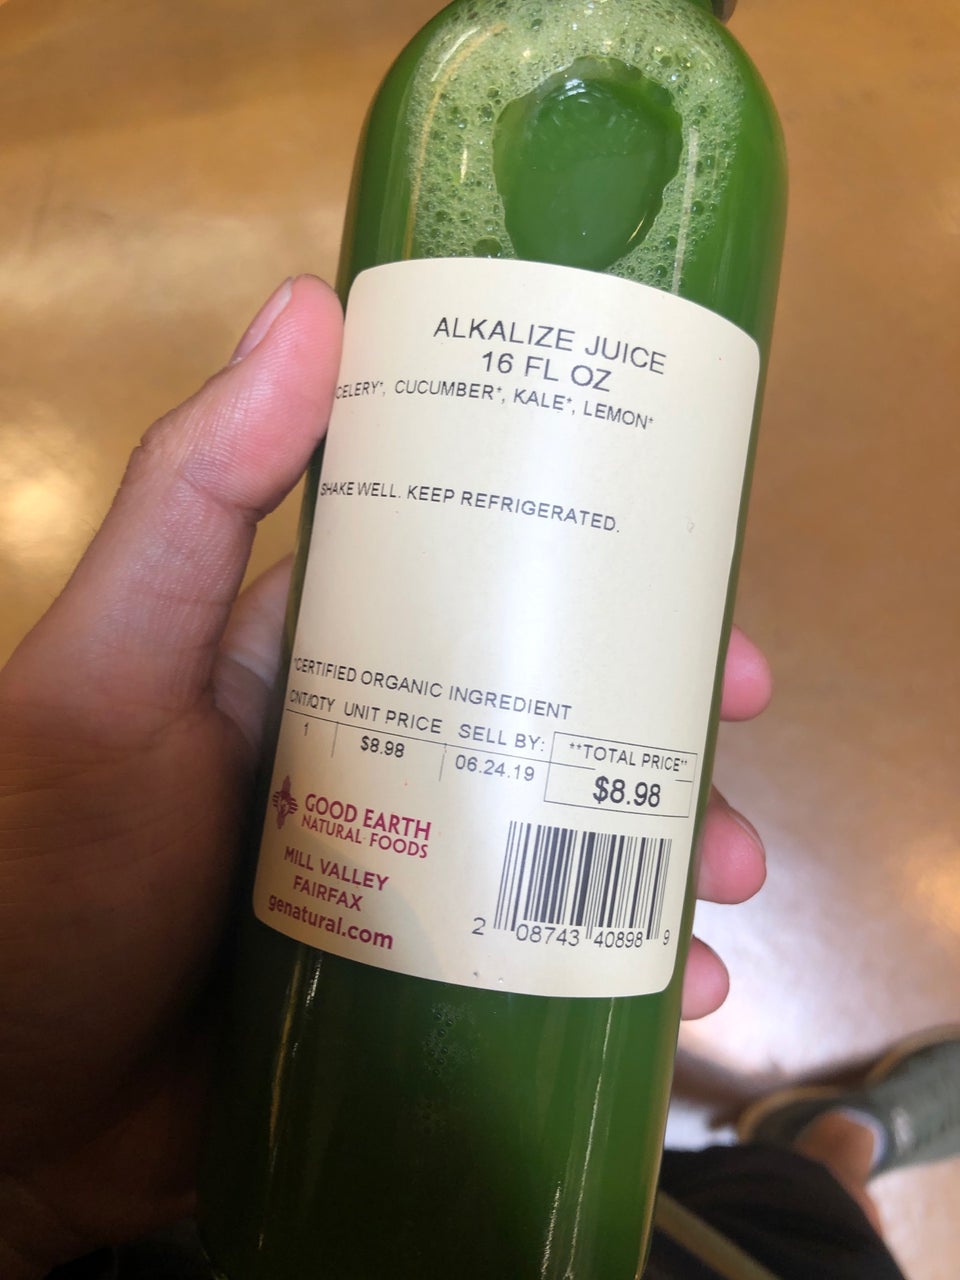 ALKALIZE JUICE
16 FL OZ
CELERY*, CUCUMBER*, KALE*, LEMON*
SHAKE WELL. KEEP REFRIGERATED.
*CERTIFIED ORGANIC INGREDIENT
CNT/QTY UNIT PRICE SELL BY: **TOTAL PRICE**
1 $8.98 06.24.19 $8.98
GOOD EARTH
NATURAL FOODS
MILL VALLEY
FAIRFAX
genatural.com
2 08743 40898 9